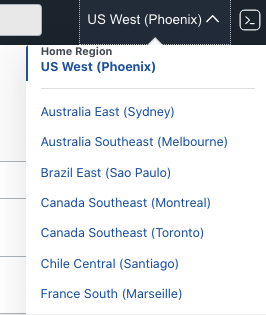 US West (Phoenix)
Home Region
US West (Phoenix)
Australia East (Sydney)
Australia Southeast (Melbourne)
Brazil East (Sao Paulo)
Canada Southeast (Montreal)
Canada Southeast (Toronto)
Chile Central (Santiago)
France South (Marseille)